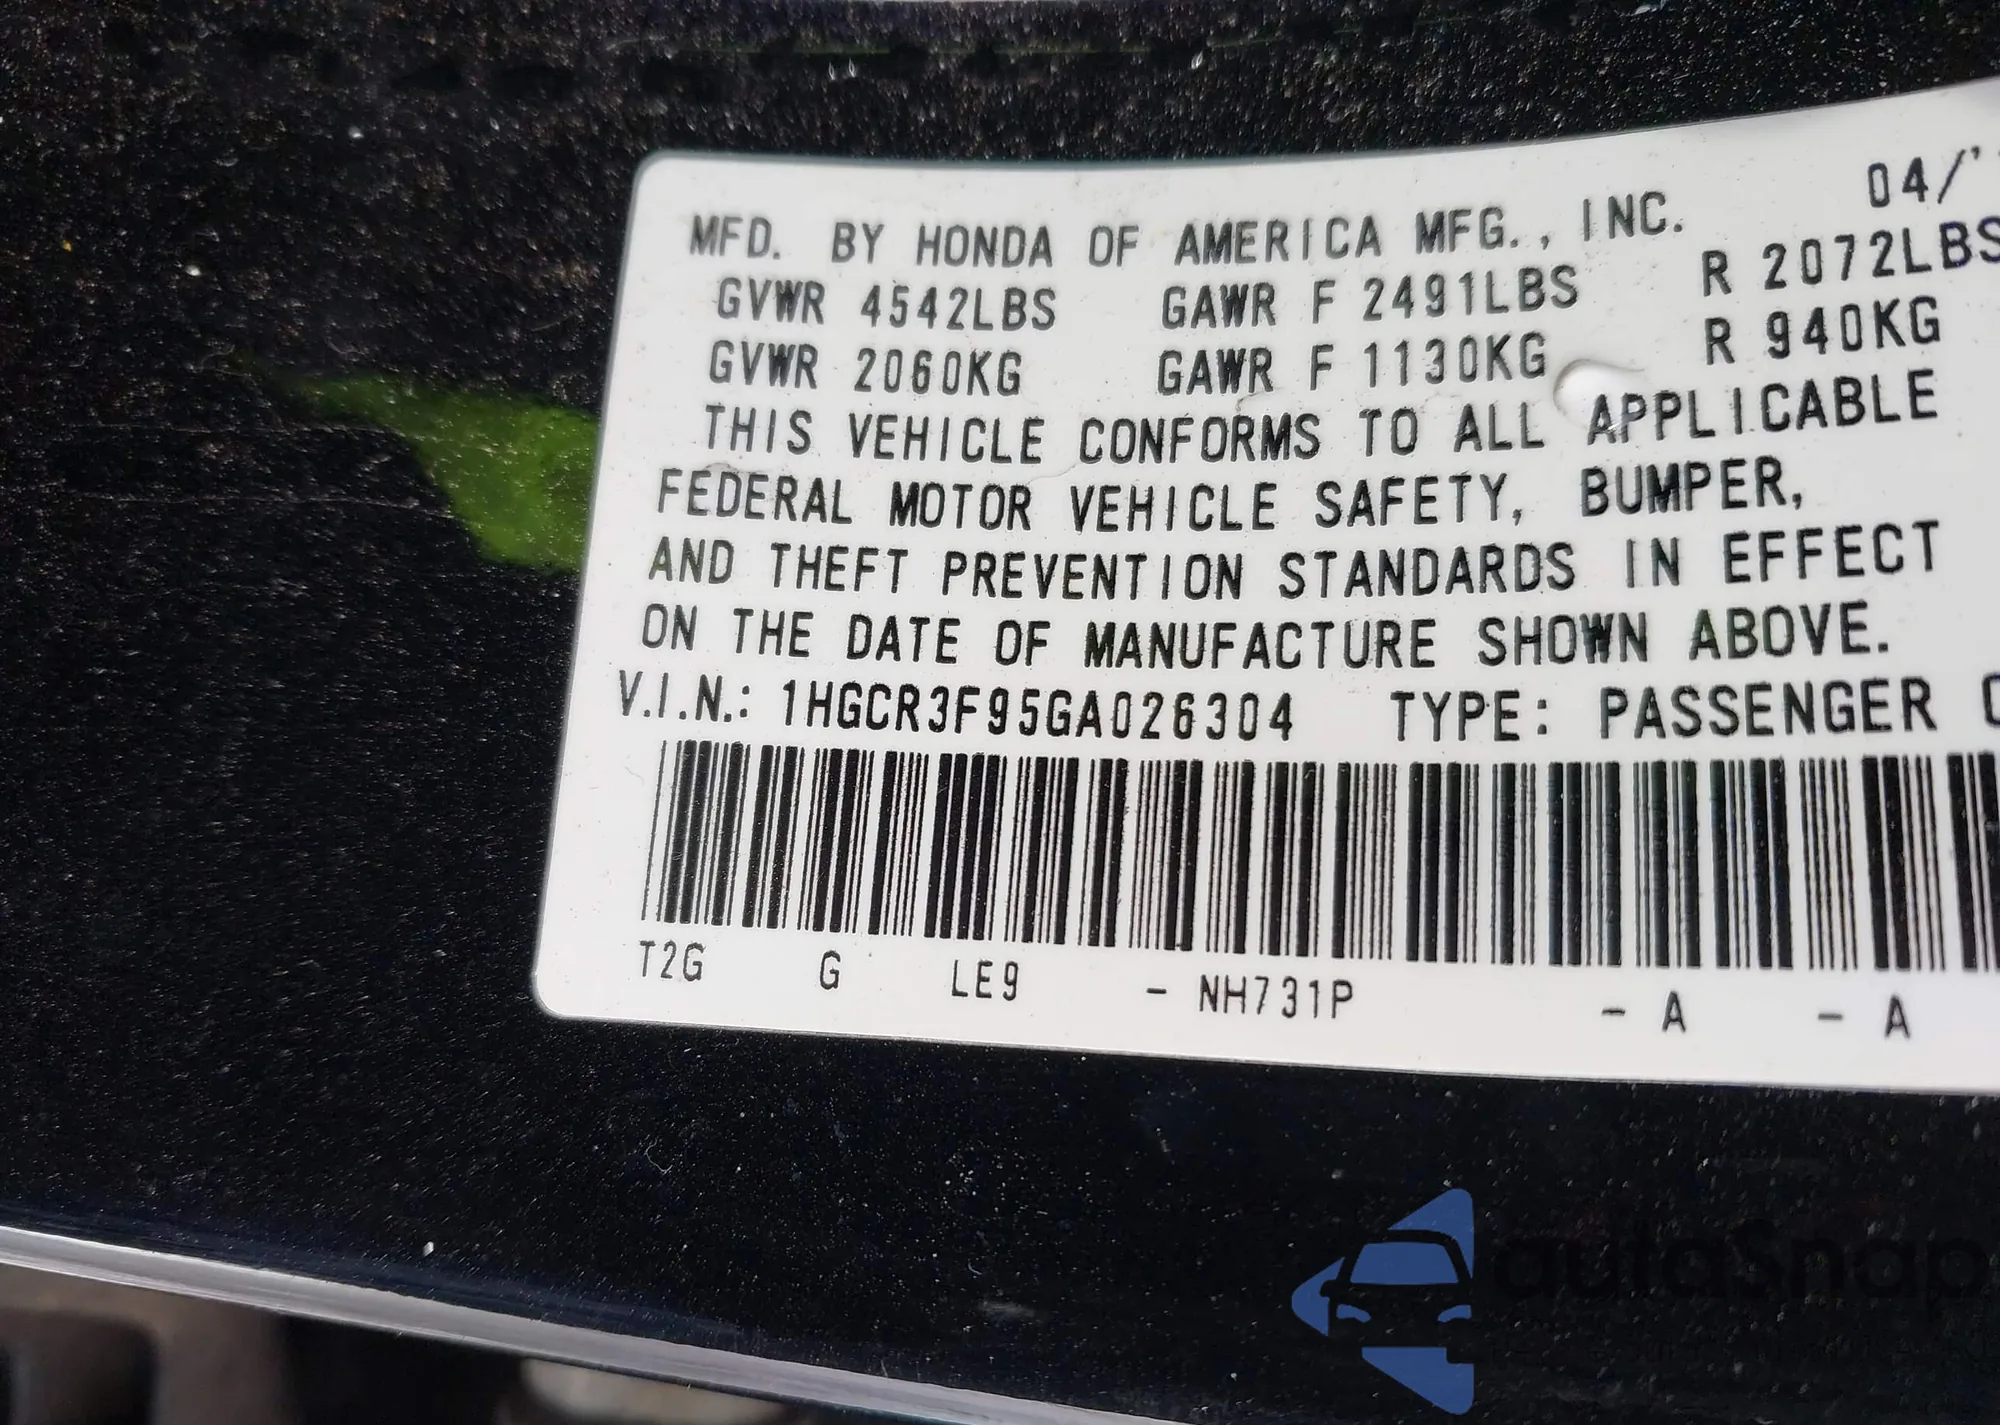 04/'
MFD. BY HONDA OF AMERICA MFG., INC.
GVWR 4542LBS GAWR F 2491LBS R 2072LBS
GVWR 2060KG GAWR F 1130KG R 940KG
THIS VEHICLE CONFORMS TO ALL APPLICABLE
FEDERAL MOTOR VEHICLE SAFETY, BUMPER,
AND THEFT PREVENTION STANDARDS IN EFFECT
ON THE DATE OF MANUFACTURE SHOWN ABOVE.
V.I.N.: 1HGCR3F95GA026304 TYPE: PASSENGER
T2G G LE9 - NH731P - A - A
autaSnap